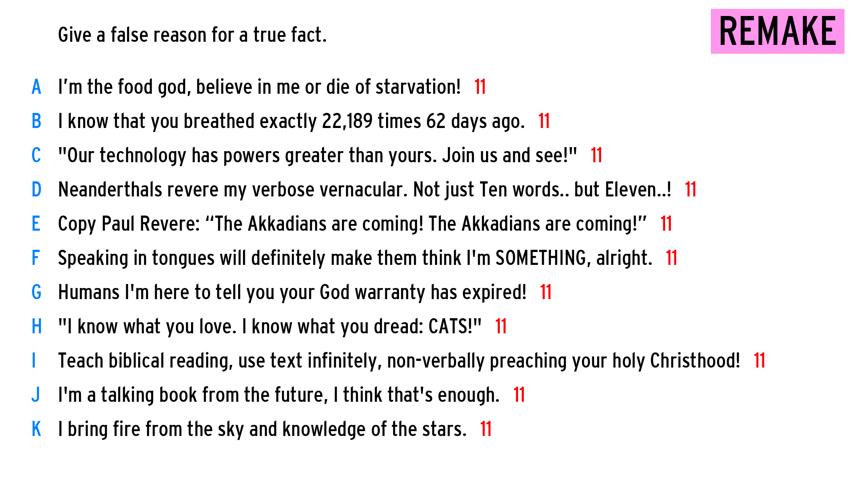 Give a false reason for a true fact.
REMAKE
A I’m the food god, believe in me or die of starvation! 11
B I know that you breathed exactly 22,189 times 62 days ago. 11
C "Our technology has powers greater than yours. Join us and see!" 11
D Neanderthals revere my verbose vernacular. Not just Ten words.. but Eleven..! 11
E Copy Paul Revere: “The Akkadians are coming! The Akkadians are coming!” 11
F Speaking in tongues will definitely make them think I'm SOMETHING, alright. 11
G Humans I'm here to tell you your God warranty has expired! 11
H "I know what you love. I know what you dread: CATS!" 11
I Teach biblical reading, use text infinitely, non-verbally preaching your holy Christhood! 11
J I'm a talking book from the future, I think that's enough. 11
K I bring fire from the sky and knowledge of the stars. 11